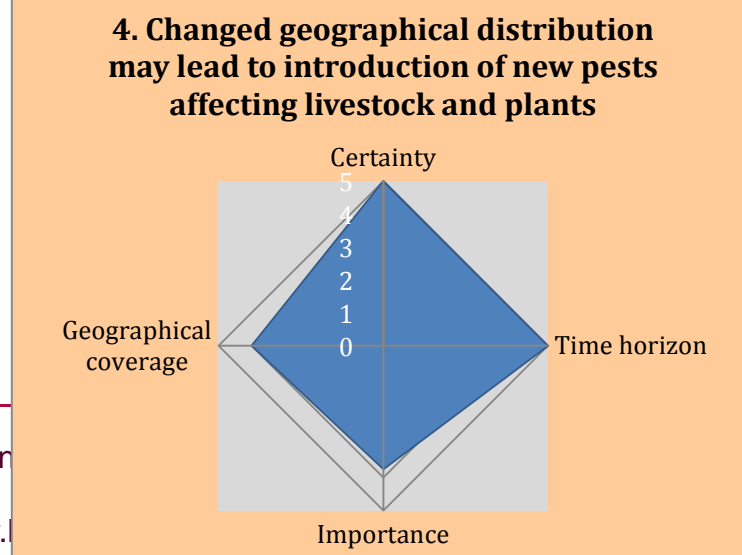 4. Changed geographical distribution
may lead to introduction of new pests
affecting livestock and plants
Certainty
5
4
3
2
1
0
Geographical
coverage
Time horizon
Importance